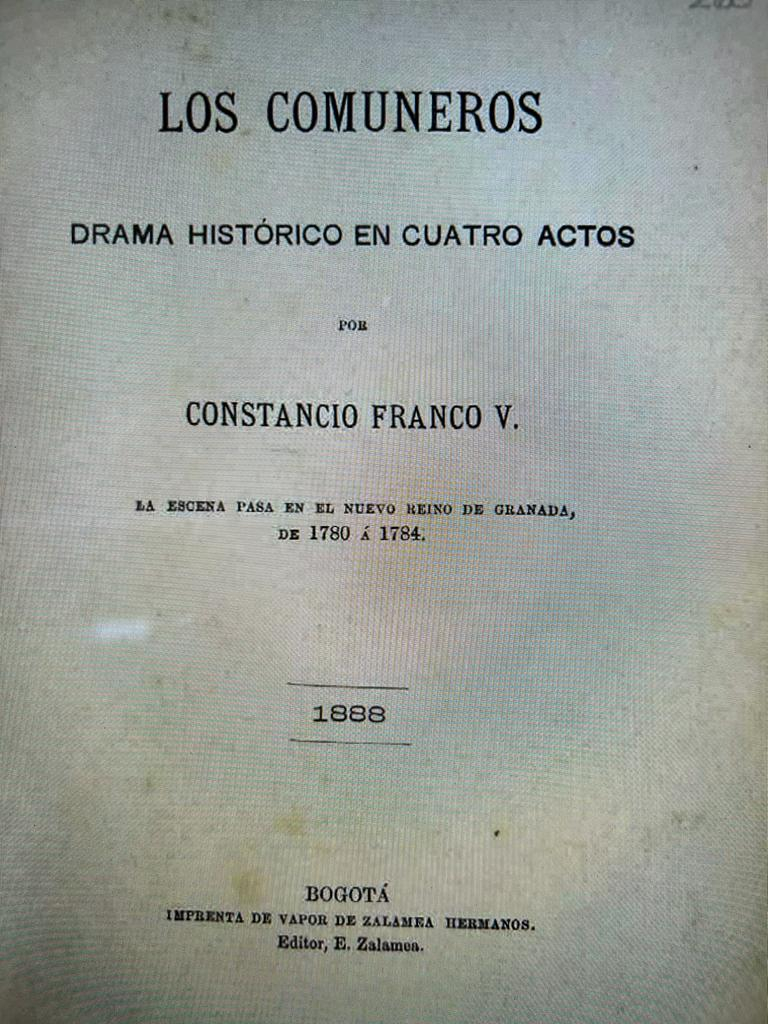 LOS COMUNEROS
DRAMA HISTÓRICO EN CUATRO ACTOS
POR
CONSTANCIO FRANCO V.
LA ESCENA PASA EN EL NUEVO REINO DE GRANADA,
DE 1780 Á 1784.
1888
BOGOTÁ
IMPRENTA DE VAPOR DE ZALAMEA HERMANOS.
Editor, E. Zalamea.